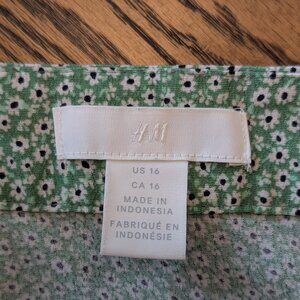 H&M
US 16
CA 16
MADE IN
INDONESIA
FABRIQUÉ EN
INDONÉSIE